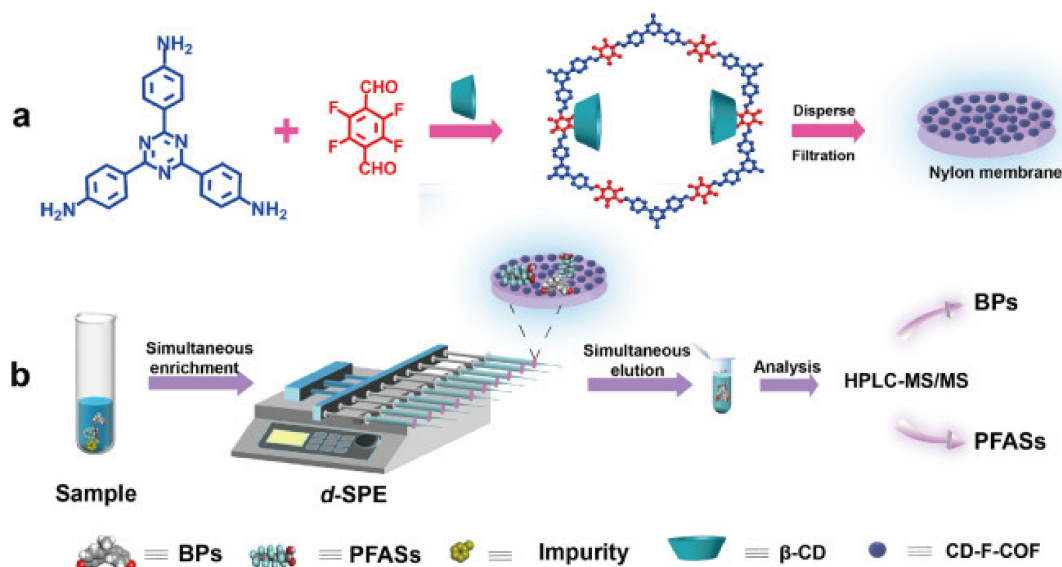 a
NH₂
H₂N
NH₂
N
N
N
+
CHO
F
F
F
F
CHO
Disperse
Filtration
Nylon membrane
b
Sample
Simultaneous
enrichment
d-SPE
Simultaneous
elution
Analysis
HPLC-MS/MS
BPs
PFASs
BPs
PFASs
Impurity
β-CD
CD-F-COF